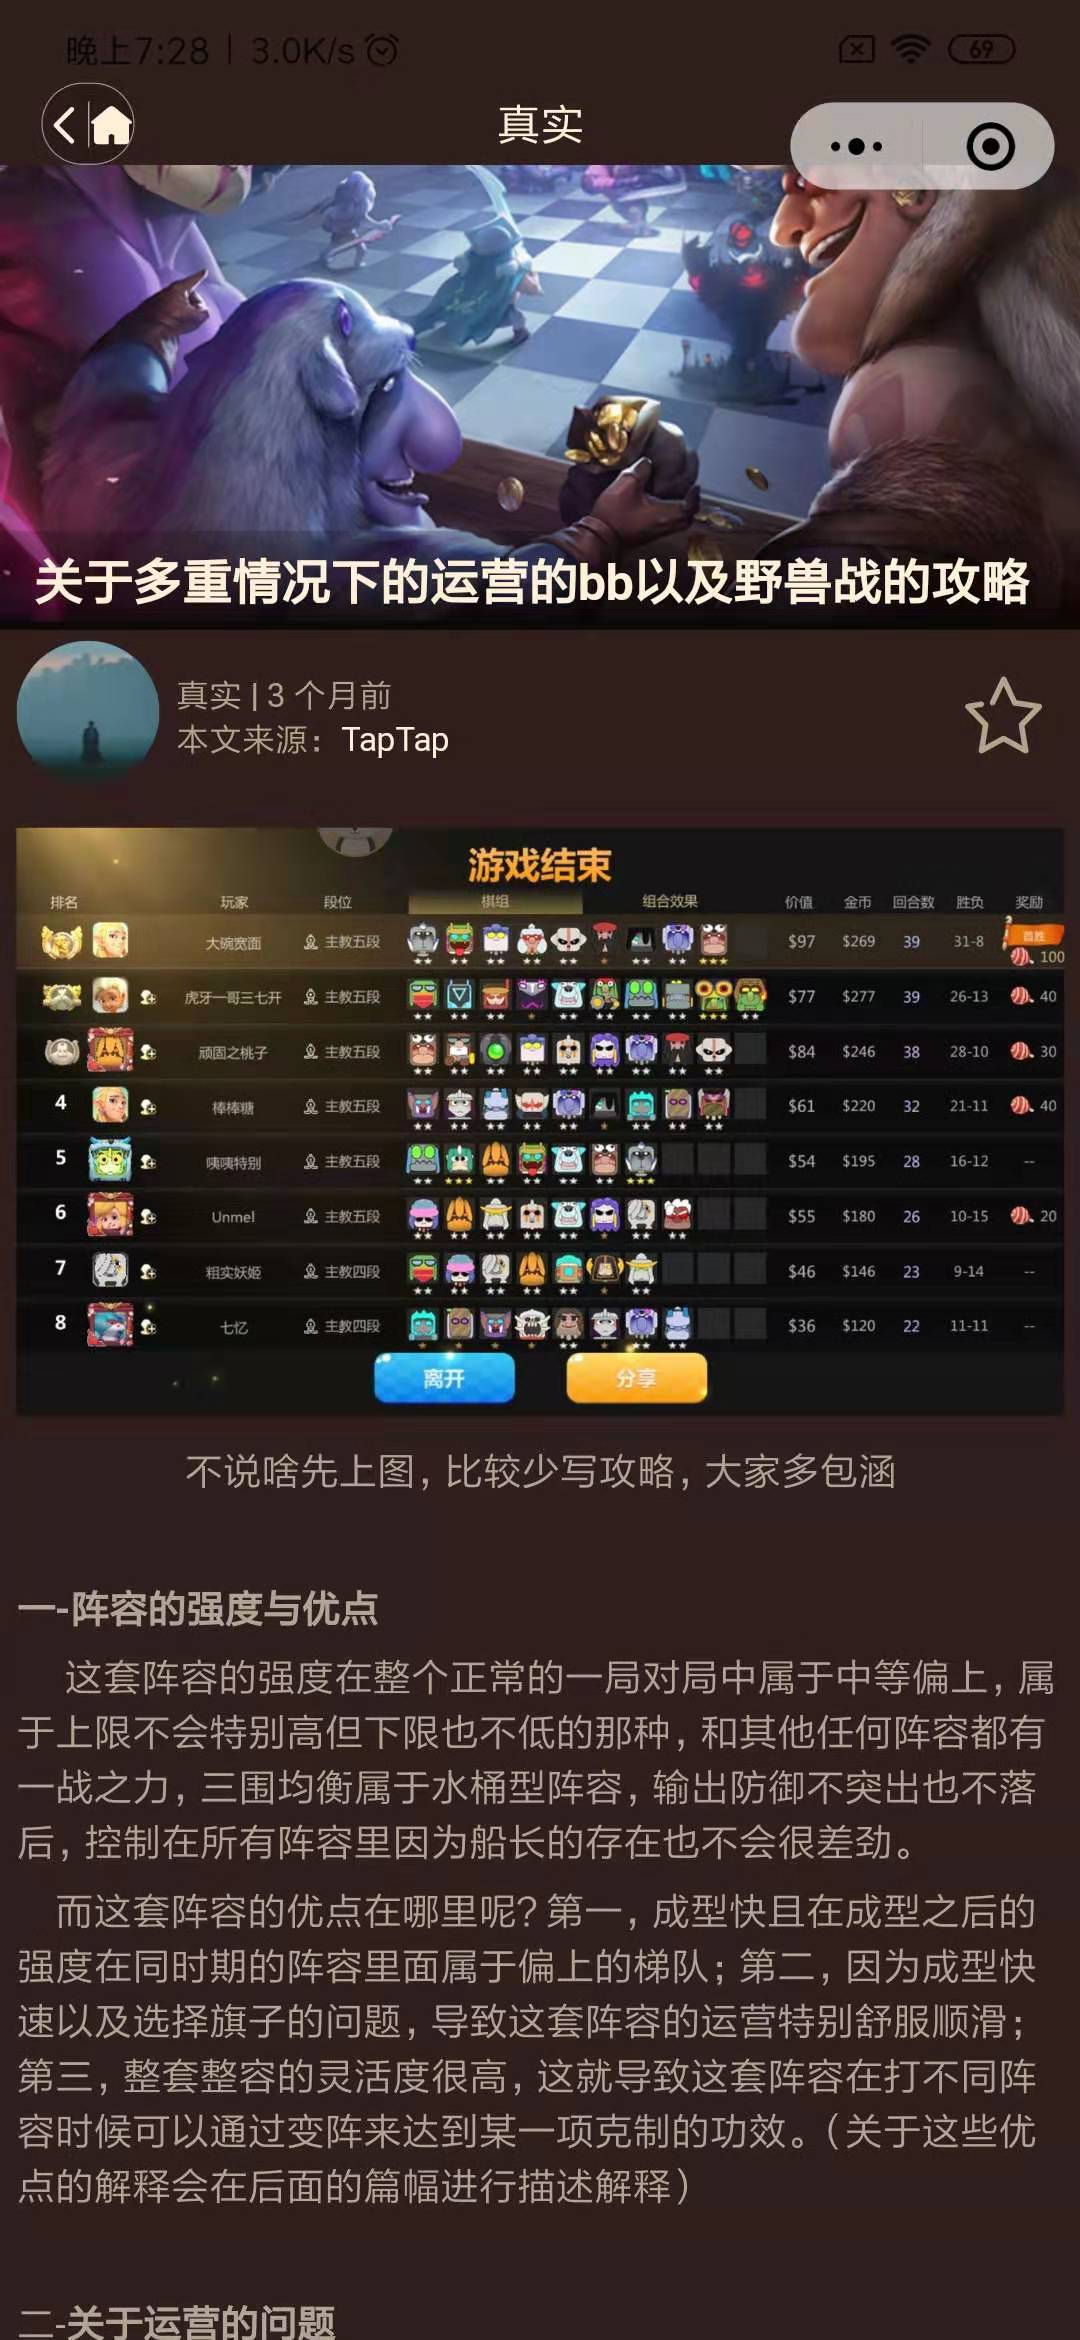 晚上7:28 | 3.0K/s
69
真实
关于多重情况下的运营的bb以及野兽战的攻略
真实 | 3 个月前
本文来源：TapTap
游戏结束
排名 玩家 段位 棋组 组合效果 价值 金币 回合数 胜负 奖励
大碗宽面 主教五段 $97 $269 39 31-8 首胜 100
虎牙一哥三七开 主教五段 $77 $277 39 26-13 40
顽固之桃子 主教五段 $84 $246 38 28-10 30
4 棒棒糖 主教五段 $61 $220 32 21-11 40
5 咦咦特别 主教五段 $54 $195 28 16-12 --
6 Unmel 主教五段 $55 $180 26 10-15 20
7 粗实妖姬 主教四段 $46 $146 23 9-14 --
8 七忆 主教四段 $36 $120 22 11-11 --
离开 分享
不说啥先上图，比较少写攻略，大家多包涵
一-阵容的强度与优点
这套阵容的强度在整个正常的一局对局中属于中等偏上，属
于上限不会特别高但下限也不低的那种，和其他任何阵容都有
一战之力，三围均衡属于水桶型阵容，输出防御不突出也不落
后，控制在所有阵容里因为船长的存在也不会很差劲。
而这套阵容的优点在哪里呢？第一，成型快且在成型之后的
强度在同时期的阵容里面属于偏上的梯队；第二，因为成型快
速以及选择旗子的问题，导致这套阵容的运营特别舒服顺滑；
第三，整套整容的灵活度很高，这就导致这套阵容在打不同阵
容时候可以通过变阵来达到某一项克制的功效。（关于这些优
点的解释会在后面的篇幅进行描述解释）
二-关于运营的问题